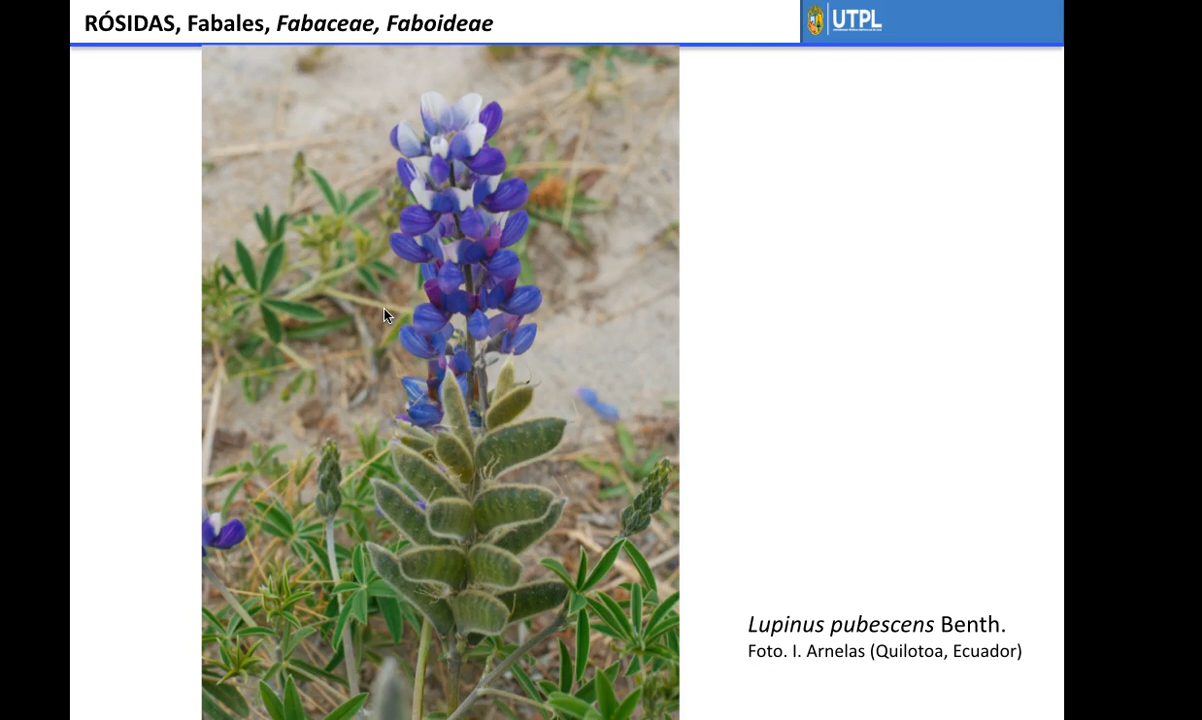 RÓSIDAS, Fabales, Fabaceae, Faboideae
UTPL
Lupinus pubescens Benth.
Foto. I. Arnelas (Quilotoa, Ecuador)